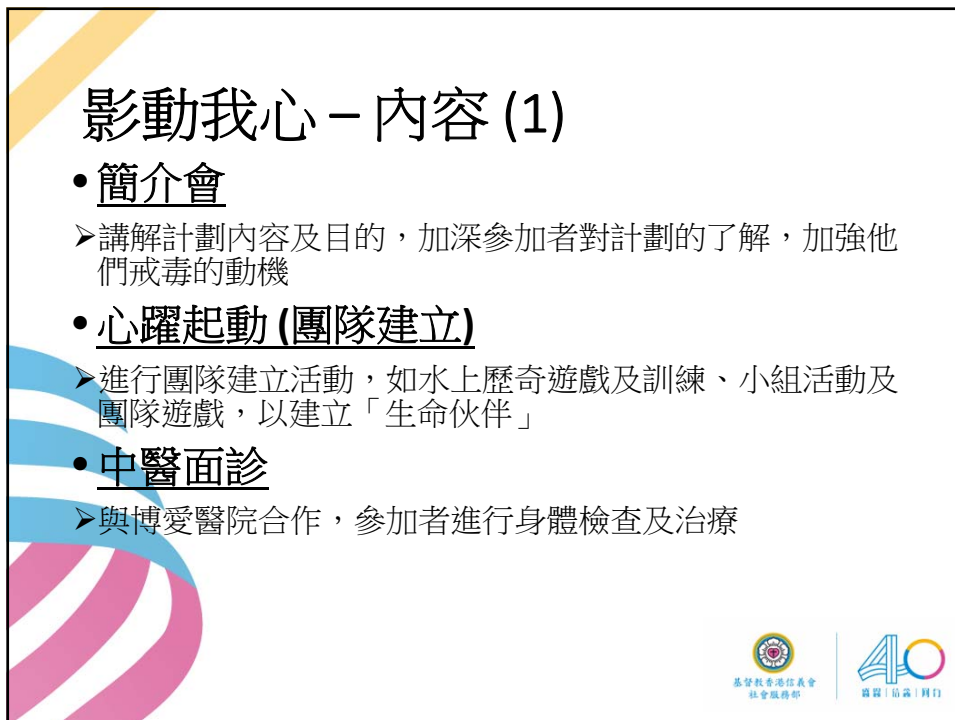 影動我心 – 內容 (1)
•簡介會
➢講解計劃內容及目的，加深參加者對計劃的了解，加強他
們戒毒的動機
•心躍起動 (團隊建立)
➢進行團隊建立活動，如水上歷奇遊戲及訓練、小組活動及
團隊遊戲，以建立「生命伙伴」
•中醫面診
➢與博愛醫院合作，參加者進行身體檢查及治療
基督教香港信義會
社會服務部
40